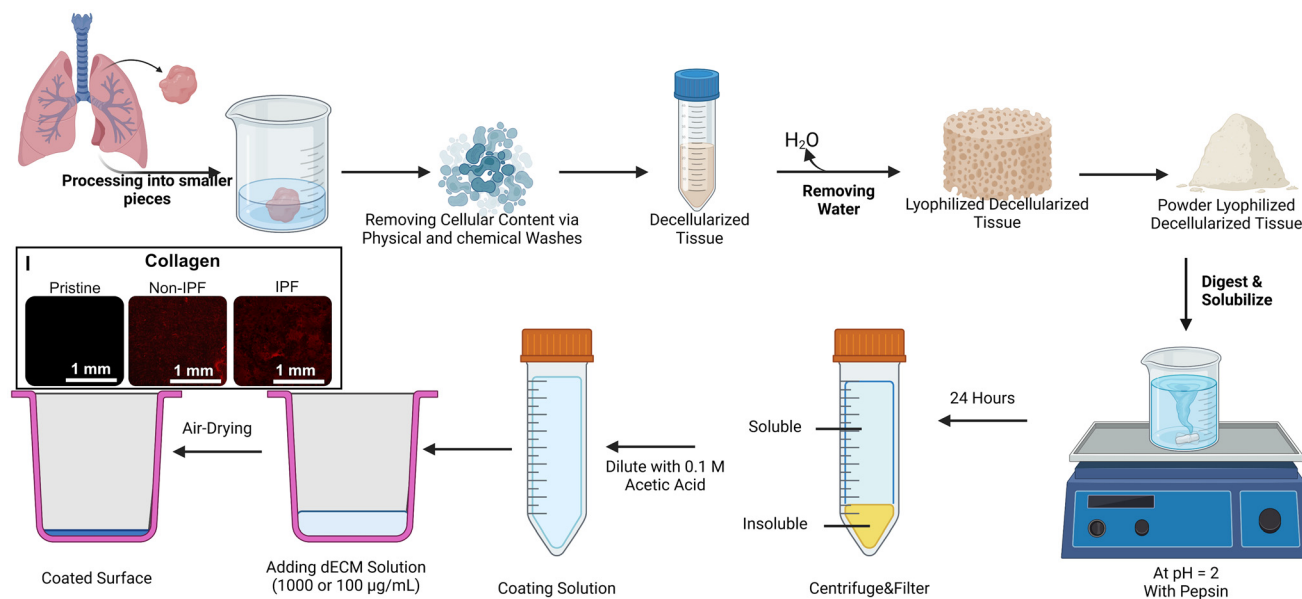 Processing into smaller
pieces
Removing Cellular Content via
Physical and chemical Washes
Decellularized
Tissue
H₂O
Removing
Water
Lyophilized Decellularized
Tissue
Powder Lyophilized
Decellularized Tissue
Digest &
Solubilize
At pH = 2
With Pepsin
24 Hours
Soluble
Insoluble
Centrifuge&Filter
Dilute with 0.1 M
Acetic Acid
Coating Solution
Adding dECM Solution
(1000 or 100 µg/mL)
Air-Drying
Coated Surface
I
Collagen
Pristine
Non-IPF
IPF
1 mm
1 mm
1 mm